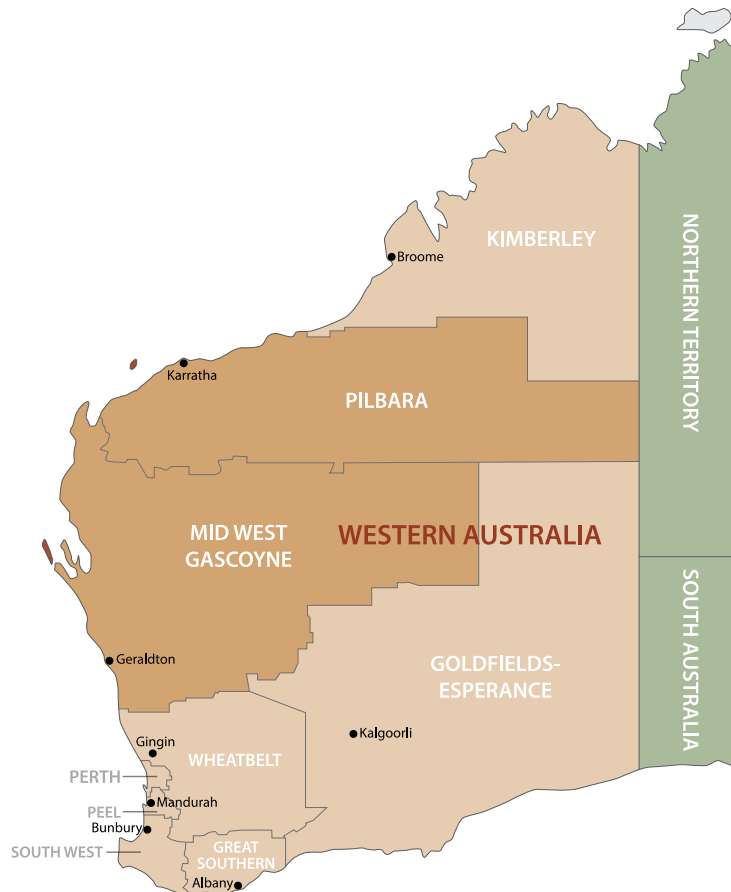 KIMBERLEY
Broome
NORTHERN TERRITORY
Karratha
PILBARA
MID WEST
GASCOYNE
WESTERN AUSTRALIA
SOUTH AUSTRALIA
Geraldton
GOLDFIELDS-
ESPERANCE
Kalgoorli
Gingin
WHEATBELT
PERTH
Mandurah
PEEL
Bunbury
SOUTH WEST
GREAT
SOUTHERN
Albany